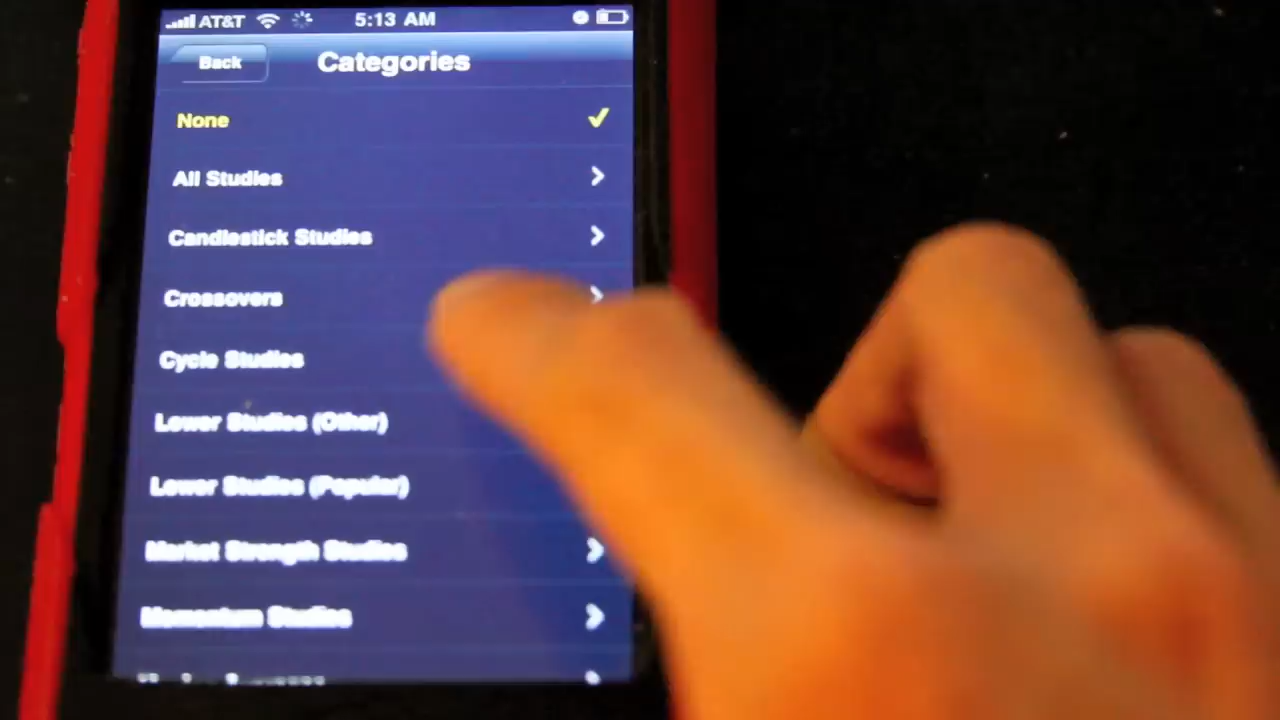 AT&T 5:13 AM
Back Categories
None
All Studies
Candlestick Studies
Crossovers
Cycle Studies
Lower Studies (Other)
Lower Studies (Popular)
Market Strength Studies
Momentum Studies